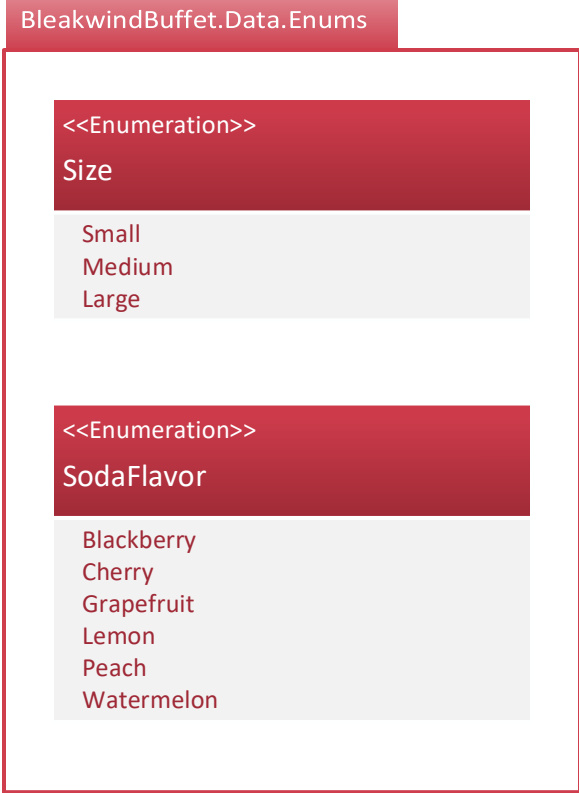 BleakwindBuffet.Data.Enums
<<Enumeration>>
Size
Small
Medium
Large
<<Enumeration>>
SodaFlavor
Blackberry
Cherry
Grapefruit
Lemon
Peach
Watermelon